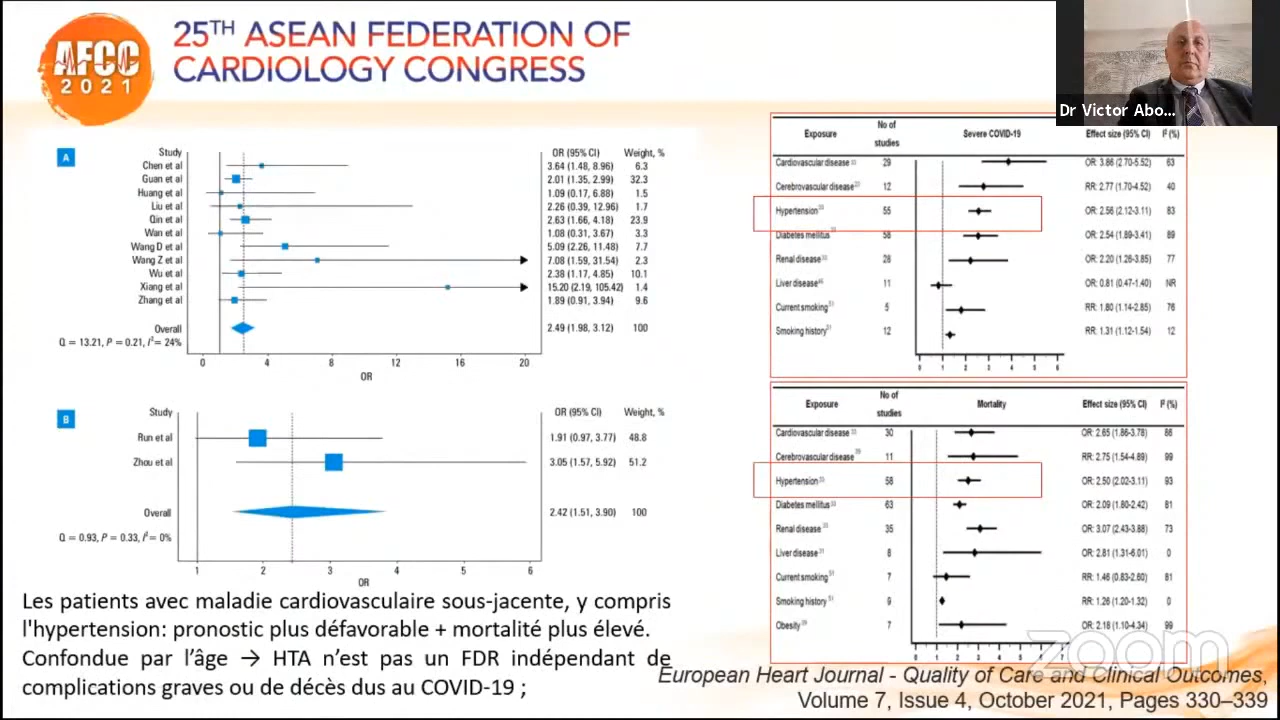 AFCC
2021
25TH ASEAN FEDERATION OF
CARDIOLOGY CONGRESS
Dr Victor Abo...
A
Study
OR (95% CI)
Weight, %
Chen et al
3.64 (1.48, 8.96)
6.3
Guan et al
2.01 (1.35, 2.99)
32.3
Huang et al
1.09 (0.17, 6.88)
1.5
Liu et al
2.26 (0.39, 12.96)
1.7
Qin et al
2.63 (1.66, 4.18)
23.9
Wan et al
1.08 (0.31, 3.67)
3.3
Wang D et al
5.09 (2.26, 11.48)
7.7
Wang Z et al
7.08 (1.59, 31.54)
2.3
Wu et al
2.38 (1.17, 4.85)
10.1
Xiang et al
15.20 (2.19, 105.42)
1.4
Zhang et al
1.89 (0.91, 3.94)
9.6
Overall
2.49 (1.98, 3.12)
100
Q = 13.21, P = 0.21, I²= 24%
0 4 8 12 16 20
OR
B
Study
OR (95% CI)
Weight, %
Run et al
1.91 (0.97, 3.77)
48.8
Zhou et al
3.05 (1.57, 5.92)
51.2
Overall
2.42 (1.51, 3.90)
100
Q = 0.93, P = 0.33, I²= 0%
1 2 3 4 5 6
OR
Les patients avec maladie cardiovasculaire sous-jacente, y compris
l'hypertension: pronostic plus défavorable + mortalité plus élevé.
Confondue par l’âge → HTA n’est pas un FDR indépendant de
complications graves ou de décès dus au COVID-19 ;
Exposure
No of
studies
Severe COVID-19
Effect size (95% CI)
I² (%)
Cardiovascular disease
29
OR: 3.86 (2.70-5.52)
63
Cerebrovascular disease
12
RR: 2.77 (1.70-4.52)
40
Hypertension
55
OR: 2.56 (2.12-3.11)
83
Diabetes mellitus
58
OR: 2.54 (1.89-3.41)
89
Renal disease
28
OR: 2.20 (1.26-3.85)
77
Liver disease
11
OR: 0.81 (0.47-1.40)
NR
Current smoking
5
RR: 1.80 (1.14-2.85)
76
Smoking history
12
RR: 1.31 (1.12-1.54)
12
0 1 2 3 4 5 6
Exposure
No of
studies
Mortality
Effect size (95% CI)
I² (%)
Cardiovascular disease
30
OR: 2.65 (1.86-3.78)
86
Cerebrovascular disease
11
RR: 2.75 (1.54-4.89)
99
Hypertension
58
OR: 2.50 (2.02-3.11)
93
Diabetes mellitus
63
OR: 2.09 (1.80-2.42)
81
Renal disease
35
OR: 3.07 (2.43-3.88)
73
Liver disease
8
OR: 2.81 (1.31-6.01)
0
Current smoking
7
RR: 1.46 (0.83-2.60)
81
Smoking history
9
RR: 1.26 (1.20-1.32)
0
Obesity
7
OR: 2.18 (1.10-4.34)
99
0 1 2 3 4 5
zoom
European Heart Journal - Quality of Care and Clinical Outcomes,
Volume 7, Issue 4, October 2021, Pages 330–339